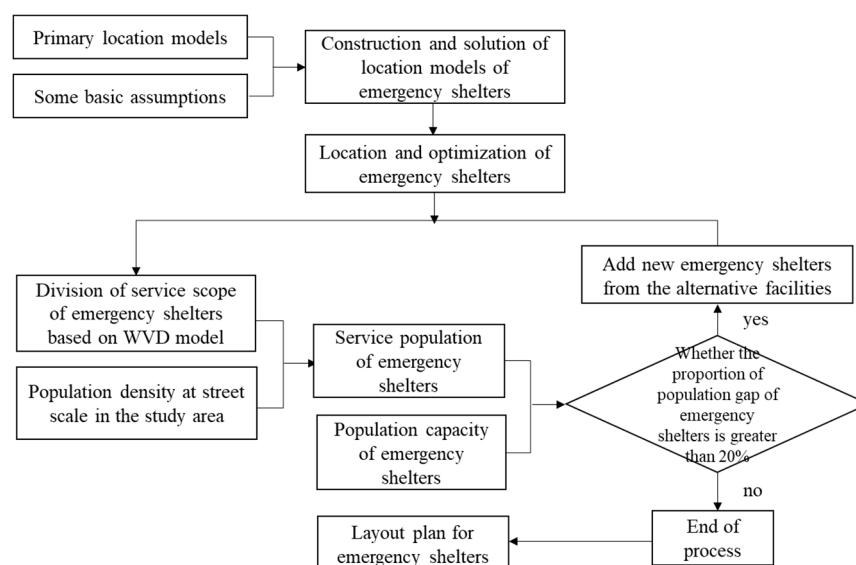 Primary location models
Some basic assumptions
Construction and solution of
location models of
emergency shelters
Location and optimization of
emergency shelters
Division of service scope
of emergency shelters
based on WVD model
Population density at street
scale in the study area
Service population
of emergency
shelters
Population capacity
of emergency
shelters
Add new emergency shelters
from the alternative facilities
yes
Whether the
proportion of
population gap of
emergency
shelters is greater
than 20%
no
End of
process
Layout plan for
emergency shelters